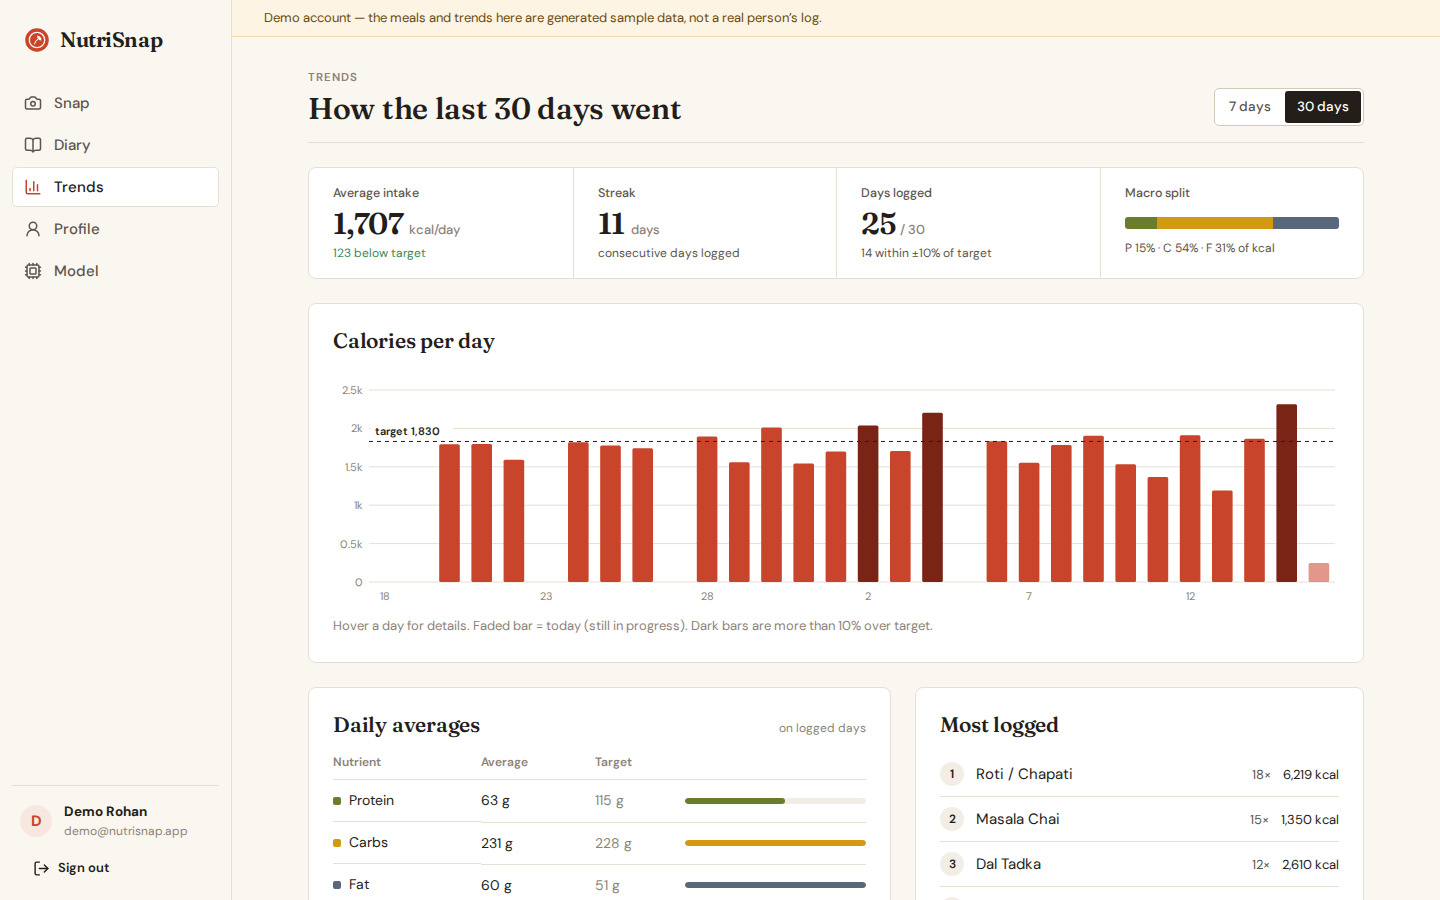 Demo account — the meals and trends here are generated sample data, not a real person's log.
NutriSnap
Snap
Diary
Trends
Profile
Model
Demo Rohan
D
demo@nutrisnap.app
Sign out
TRENDS
How the last 30 days went
7 days
30 days
Average intake
1,707 kcal/day
123 below target
Streak
11 days
consecutive days logged
Days logged
25 / 30
14 within ±10% of target
Macro split
P 15% · C 54% · F 31% of kcal
Calories per day
2.5k
2k
target 1,830
1.5k
1k
0.5k
0
18 23 28 2 7 12
Hover a day for details. Faded bar = today (still in progress). Dark bars are more than 10% over target.
Daily averages
on logged days
Nutrient Average Target
Protein 63 g 115 g
Carbs 231 g 228 g
Fat 60 g 51 g
Most logged
1 Roti / Chapati 18× 6,219 kcal
2 Masala Chai 15× 1,350 kcal
3 Dal Tadka 12× 2,610 kcal